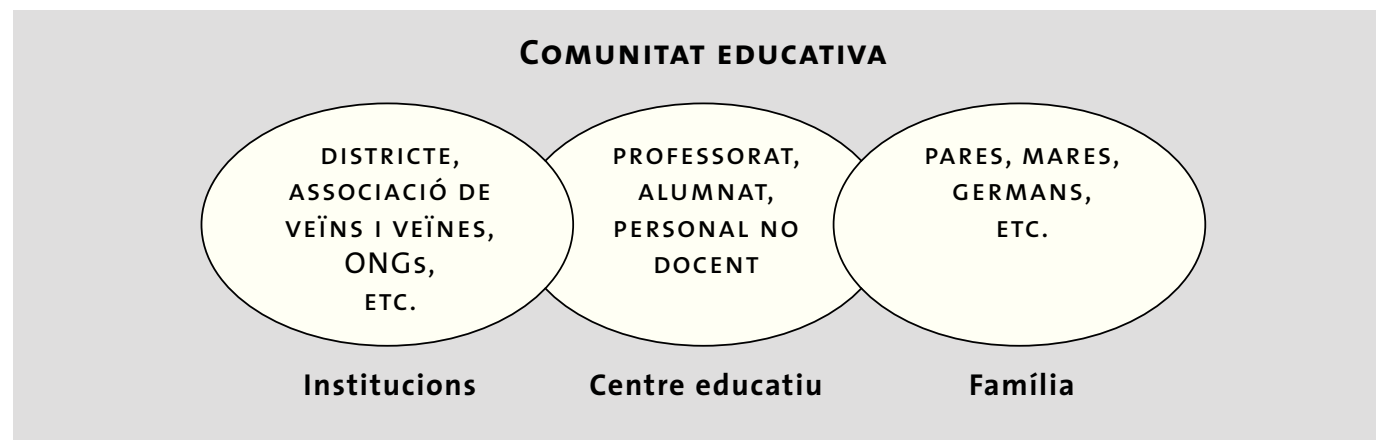 COMUNITAT EDUCATIVA
DISTRICTE,
ASSOCIACIÓ DE
VEÏNS I VEÏNES,
ONGs,
ETC.
PROFESSORAT,
ALUMNAT,
PERSONAL NO
DOCENT
PARES, MARES,
GERMANS,
ETC.
Institucions
Centre educatiu
Família